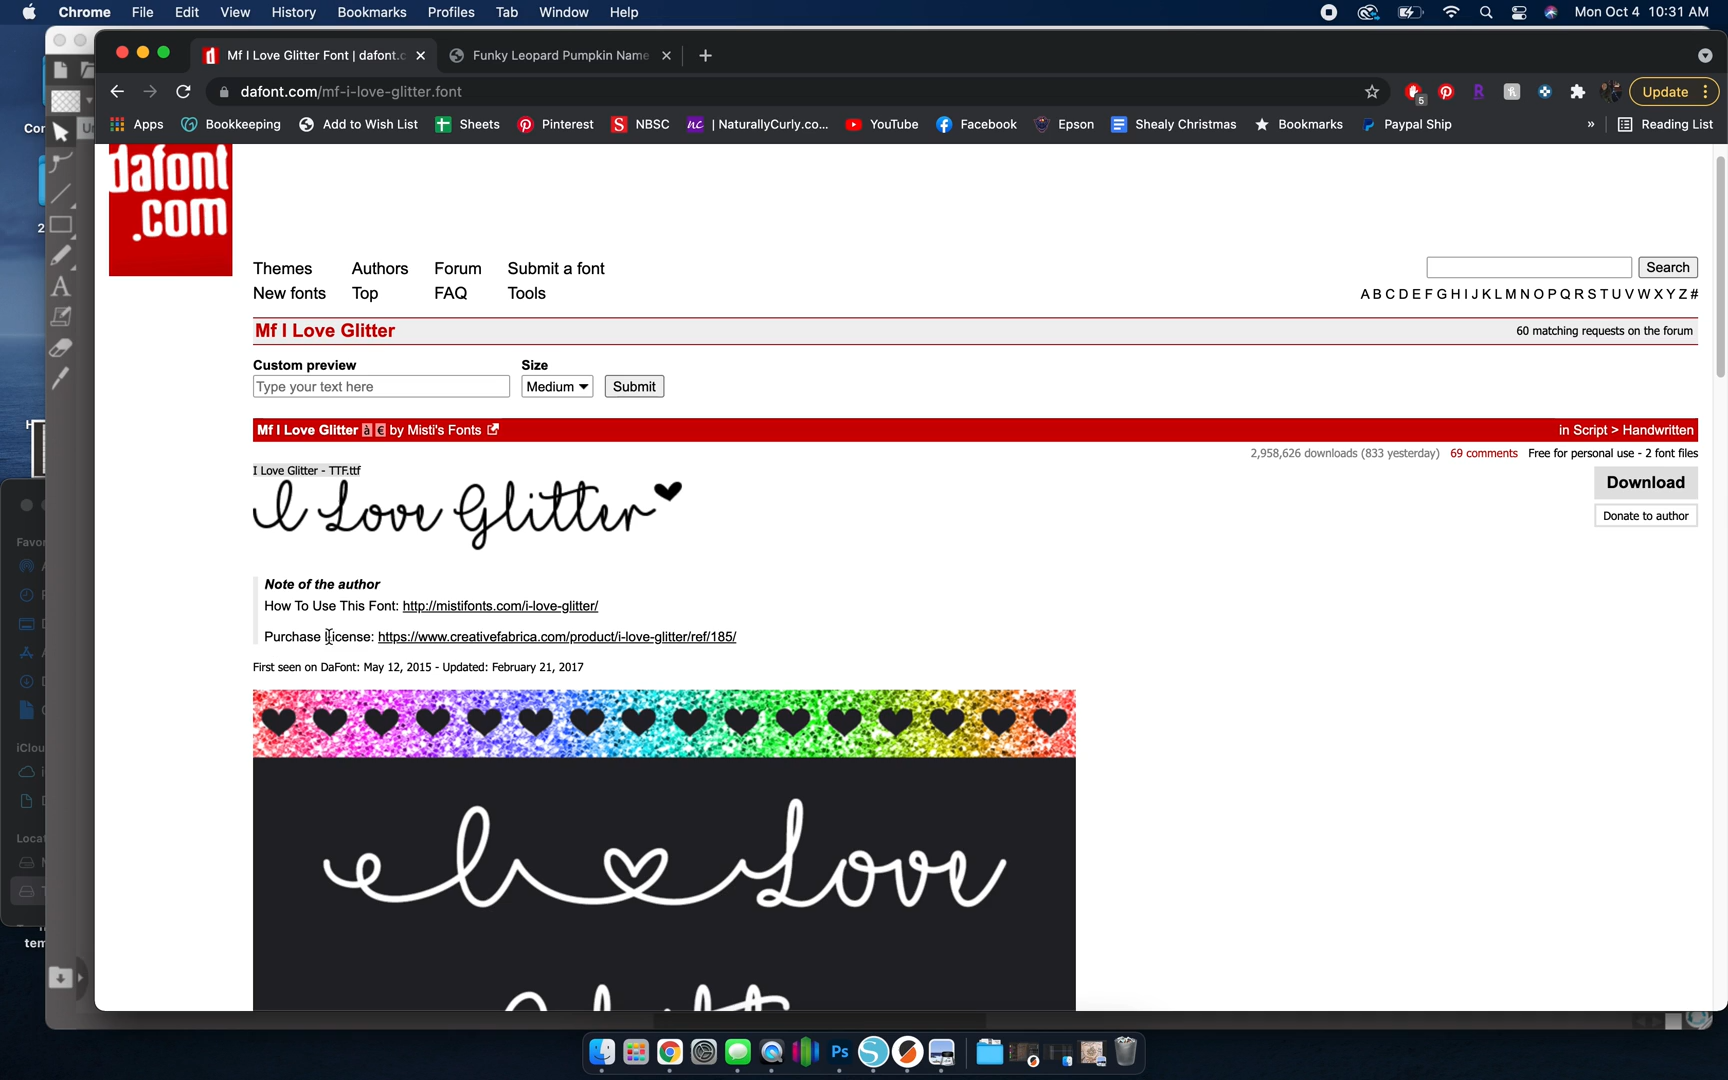 Chrome File Edit View History Bookmarks Profiles Tab Window Help Mon Oct 4 10:31 AM
Mf I Love Glitter Font | dafont.c Funky Leopard Pumpkin Name
dafont.com/mf-i-love-glitter.font 5 Update
Apps Bookkeeping Add to Wish List Sheets Pinterest NBSC | NaturallyCurly.co... YouTube Facebook Epson Shealy Christmas Bookmarks Paypal Ship » Reading List
dafont
.com
Themes Authors Forum Submit a font
New fonts Top FAQ Tools
Search
A B C D E F G H I J K L M N O P Q R S T U V W X Y Z #
Mf I Love Glitter 60 matching requests on the forum
Custom preview Size
Type your text here Medium Submit
Mf I Love Glitter à € by Misti's Fonts in Script > Handwritten
2,958,626 downloads (833 yesterday) 69 comments Free for personal use - 2 font files
I Love Glitter - TTF.ttf
Download
I Love Glitter
Donate to author
Note of the author
How To Use This Font: http://mistifonts.com/i-love-glitter/
Purchase License: https://www.creativefabrica.com/product/i-love-glitter/ref/185/
First seen on DaFont: May 12, 2015 - Updated: February 21, 2017
I Love
Favor
iClou
Locat
tem
Ps